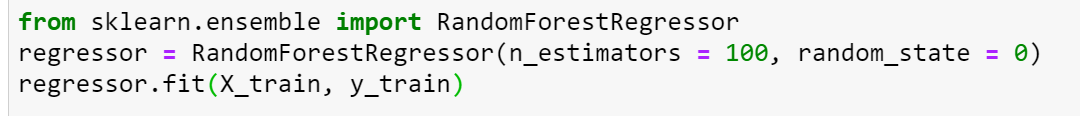 from sklearn.ensemble import RandomForestRegressor
regressor = RandomForestRegressor(n_estimators = 100, random_state = 0)
regressor.fit(X_train, y_train)